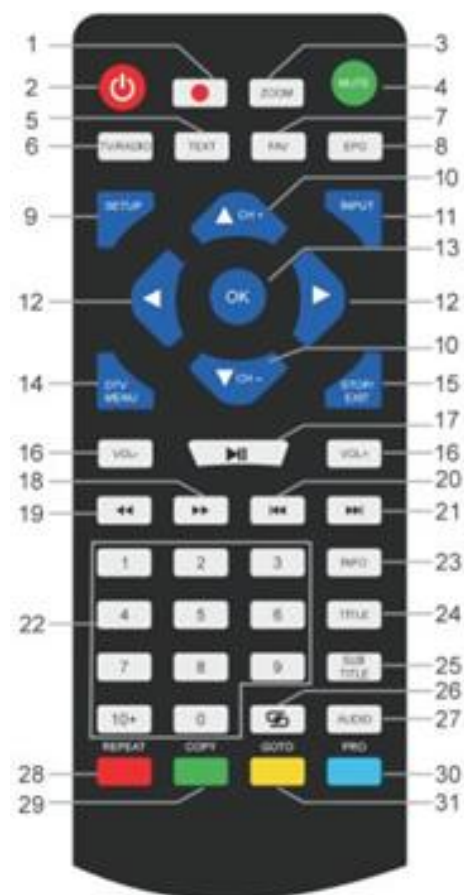 1
3
2
ZOOM
MUTE
4
5
7
6
TV/RADIO
TEXT
FAV
EPG
8
9
SETUP
CH +
INPUT
10
11
13
12
OK
12
10
14
DTV MENU
CH -
STOP/ EXIT
15
17
16
VOL-
VOL+
16
18
20
19
21
1
2
3
INFO
23
22
4
5
6
TITLE
24
7
8
9
SUB TITLE
25
26
10+
0
AUDIO
27
REPEAT
COPY
GOTO
PRO
28
30
29
31